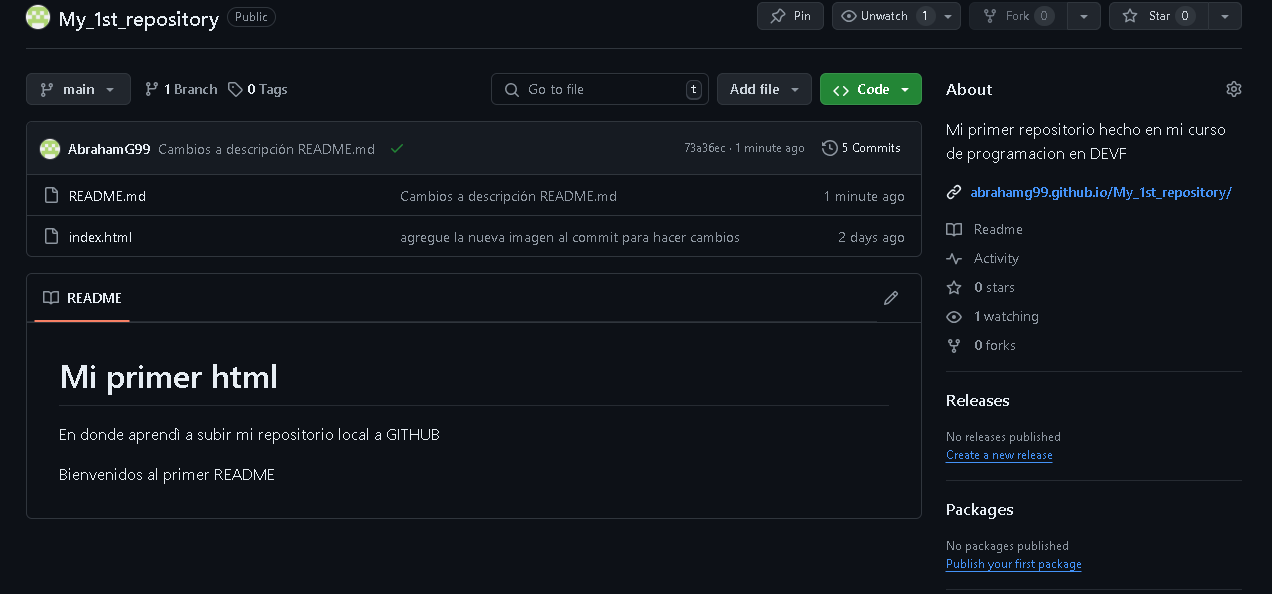 My_1st_repository Public Pin Unwatch 1 Fork 0 Star 0
main 1 Branch 0 Tags Go to file t Add file Code
AbrahamG99 Cambios a descripción README.md 73a36ec · 1 minute ago 5 Commits
README.md Cambios a descripción README.md 1 minute ago
index.html agregue la nueva imagen al commit para hacer cambios 2 days ago
README
Mi primer html
En donde aprendì a subir mi repositorio local a GITHUB
Bienvenidos al primer README
About
Mi primer repositorio hecho en mi curso
de programacion en DEVF
abrahamg99.github.io/My_1st_repository/
Readme
Activity
0 stars
1 watching
0 forks
Releases
No releases published
Create a new release
Packages
No packages published
Publish your first package